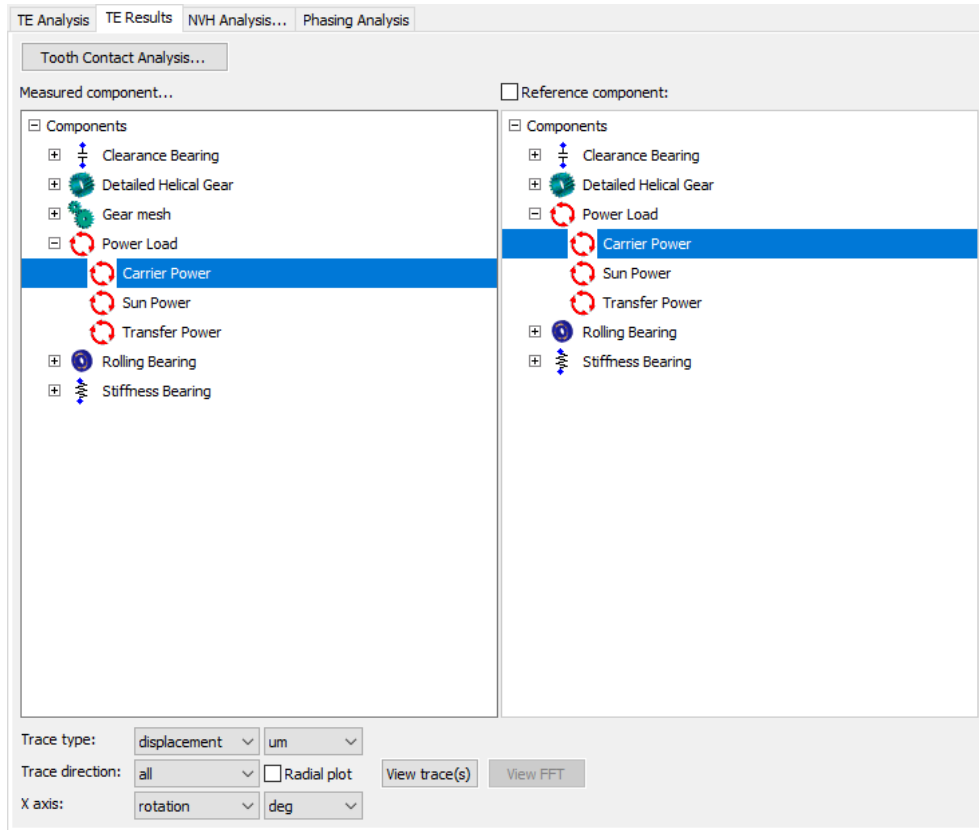 TE Analysis TE Results NVH Analysis... Phasing Analysis
Tooth Contact Analysis...
Measured component...
Components
Clearance Bearing
Detailed Helical Gear
Gear mesh
Power Load
Carrier Power
Sun Power
Transfer Power
Rolling Bearing
Stiffness Bearing
Reference component:
Components
Clearance Bearing
Detailed Helical Gear
Power Load
Carrier Power
Sun Power
Transfer Power
Rolling Bearing
Stiffness Bearing
Trace type: displacement um
Trace direction: all Radial plot View trace(s) View FFT
X axis: rotation deg